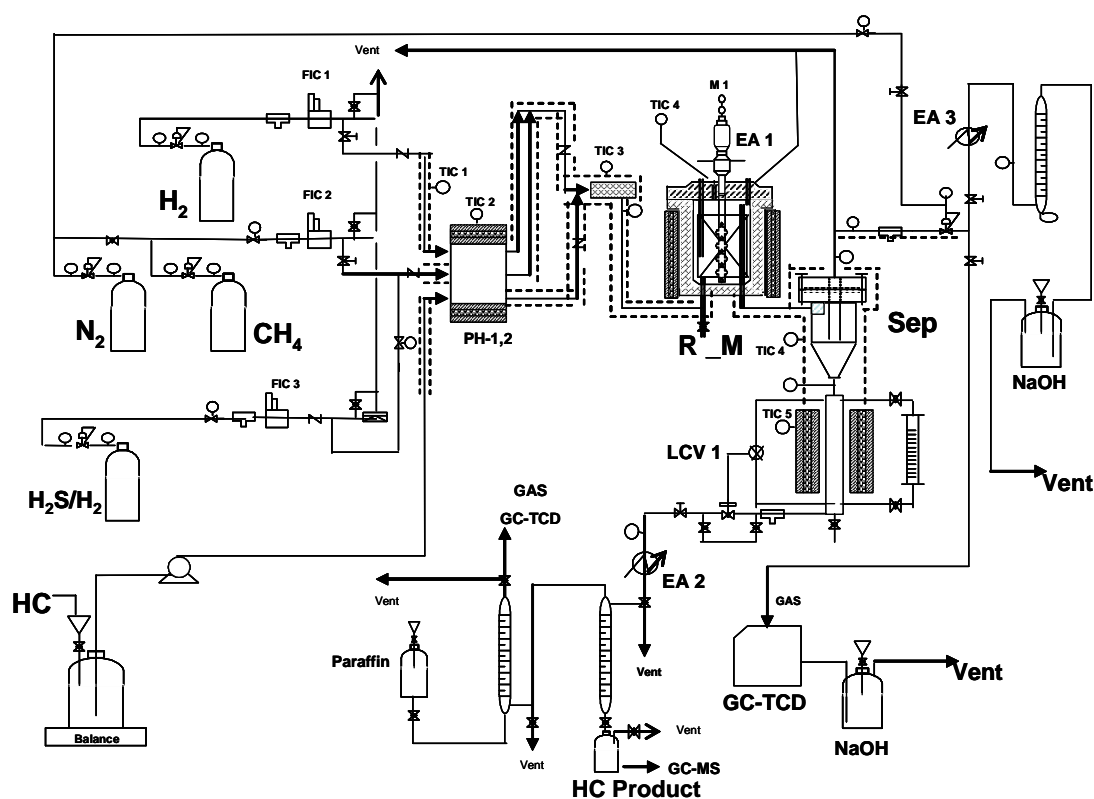 Vent
FIC 1
M 1
TIC 4
EA 1
EA 3
TIC 3
TIC 1
TIC 2
H2
FIC 2
N2
CH4
PH-1,2
R _M
Sep
TIC 4
NaOH
FIC 3
TIC 5
LCV 1
H2S/H2
Vent
GAS
GC-TCD
EA 2
HC
Vent
GAS
Paraffin
Vent
Vent
GC-TCD
NaOH
Balance
Vent
Vent
GC-MS
HC Product